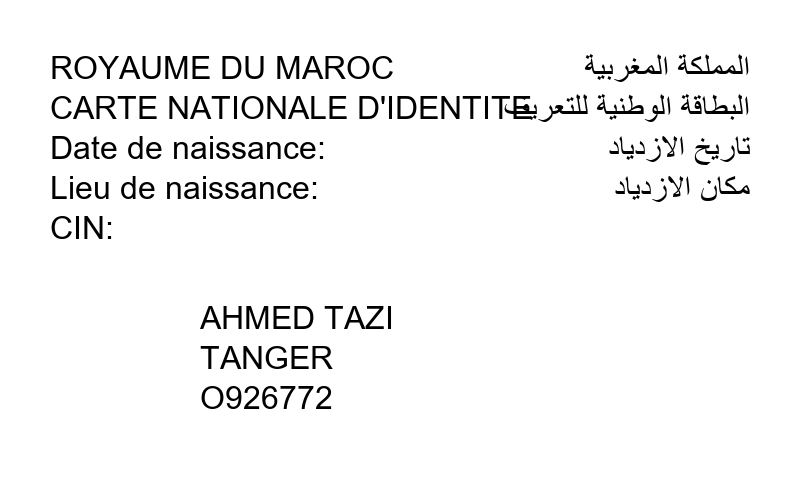 ROYAUME DU MAROC المملكة المغربية
CARTE NATIONALE D'IDENTITE البطاقة الوطنية للتعريف
Date de naissance: تاريخ الازدياد
Lieu de naissance: مكان الازدياد
CIN:
AHMED TAZI
TANGER
O926772